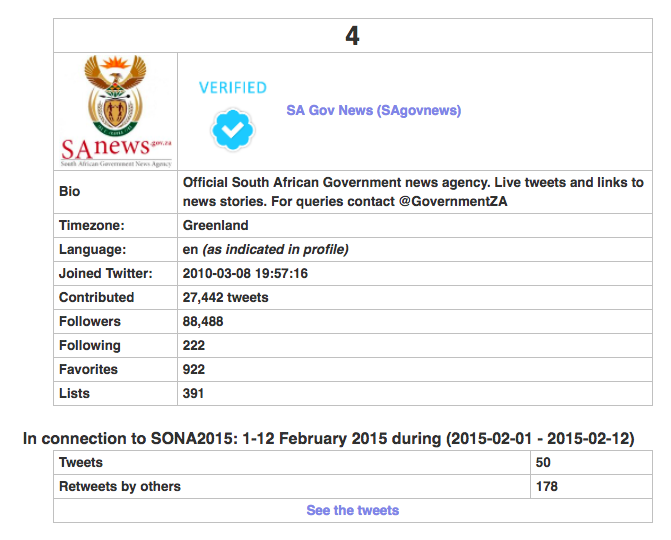 4
SAnews.gov.za
South African Government News Agency
VERIFIED
SA Gov News (SAgovnews)
Bio
Official South African Government news agency. Live tweets and links to
news stories. For queries contact @GovernmentZA
Timezone: Greenland
Language: en (as indicated in profile)
Joined Twitter: 2010-03-08 19:57:16
Contributed 27,442 tweets
Followers 88,488
Following 222
Favorites 922
Lists 391
In connection to SONA2015: 1-12 February 2015 during (2015-02-01 - 2015-02-12)
Tweets 50
Retweets by others 178
See the tweets